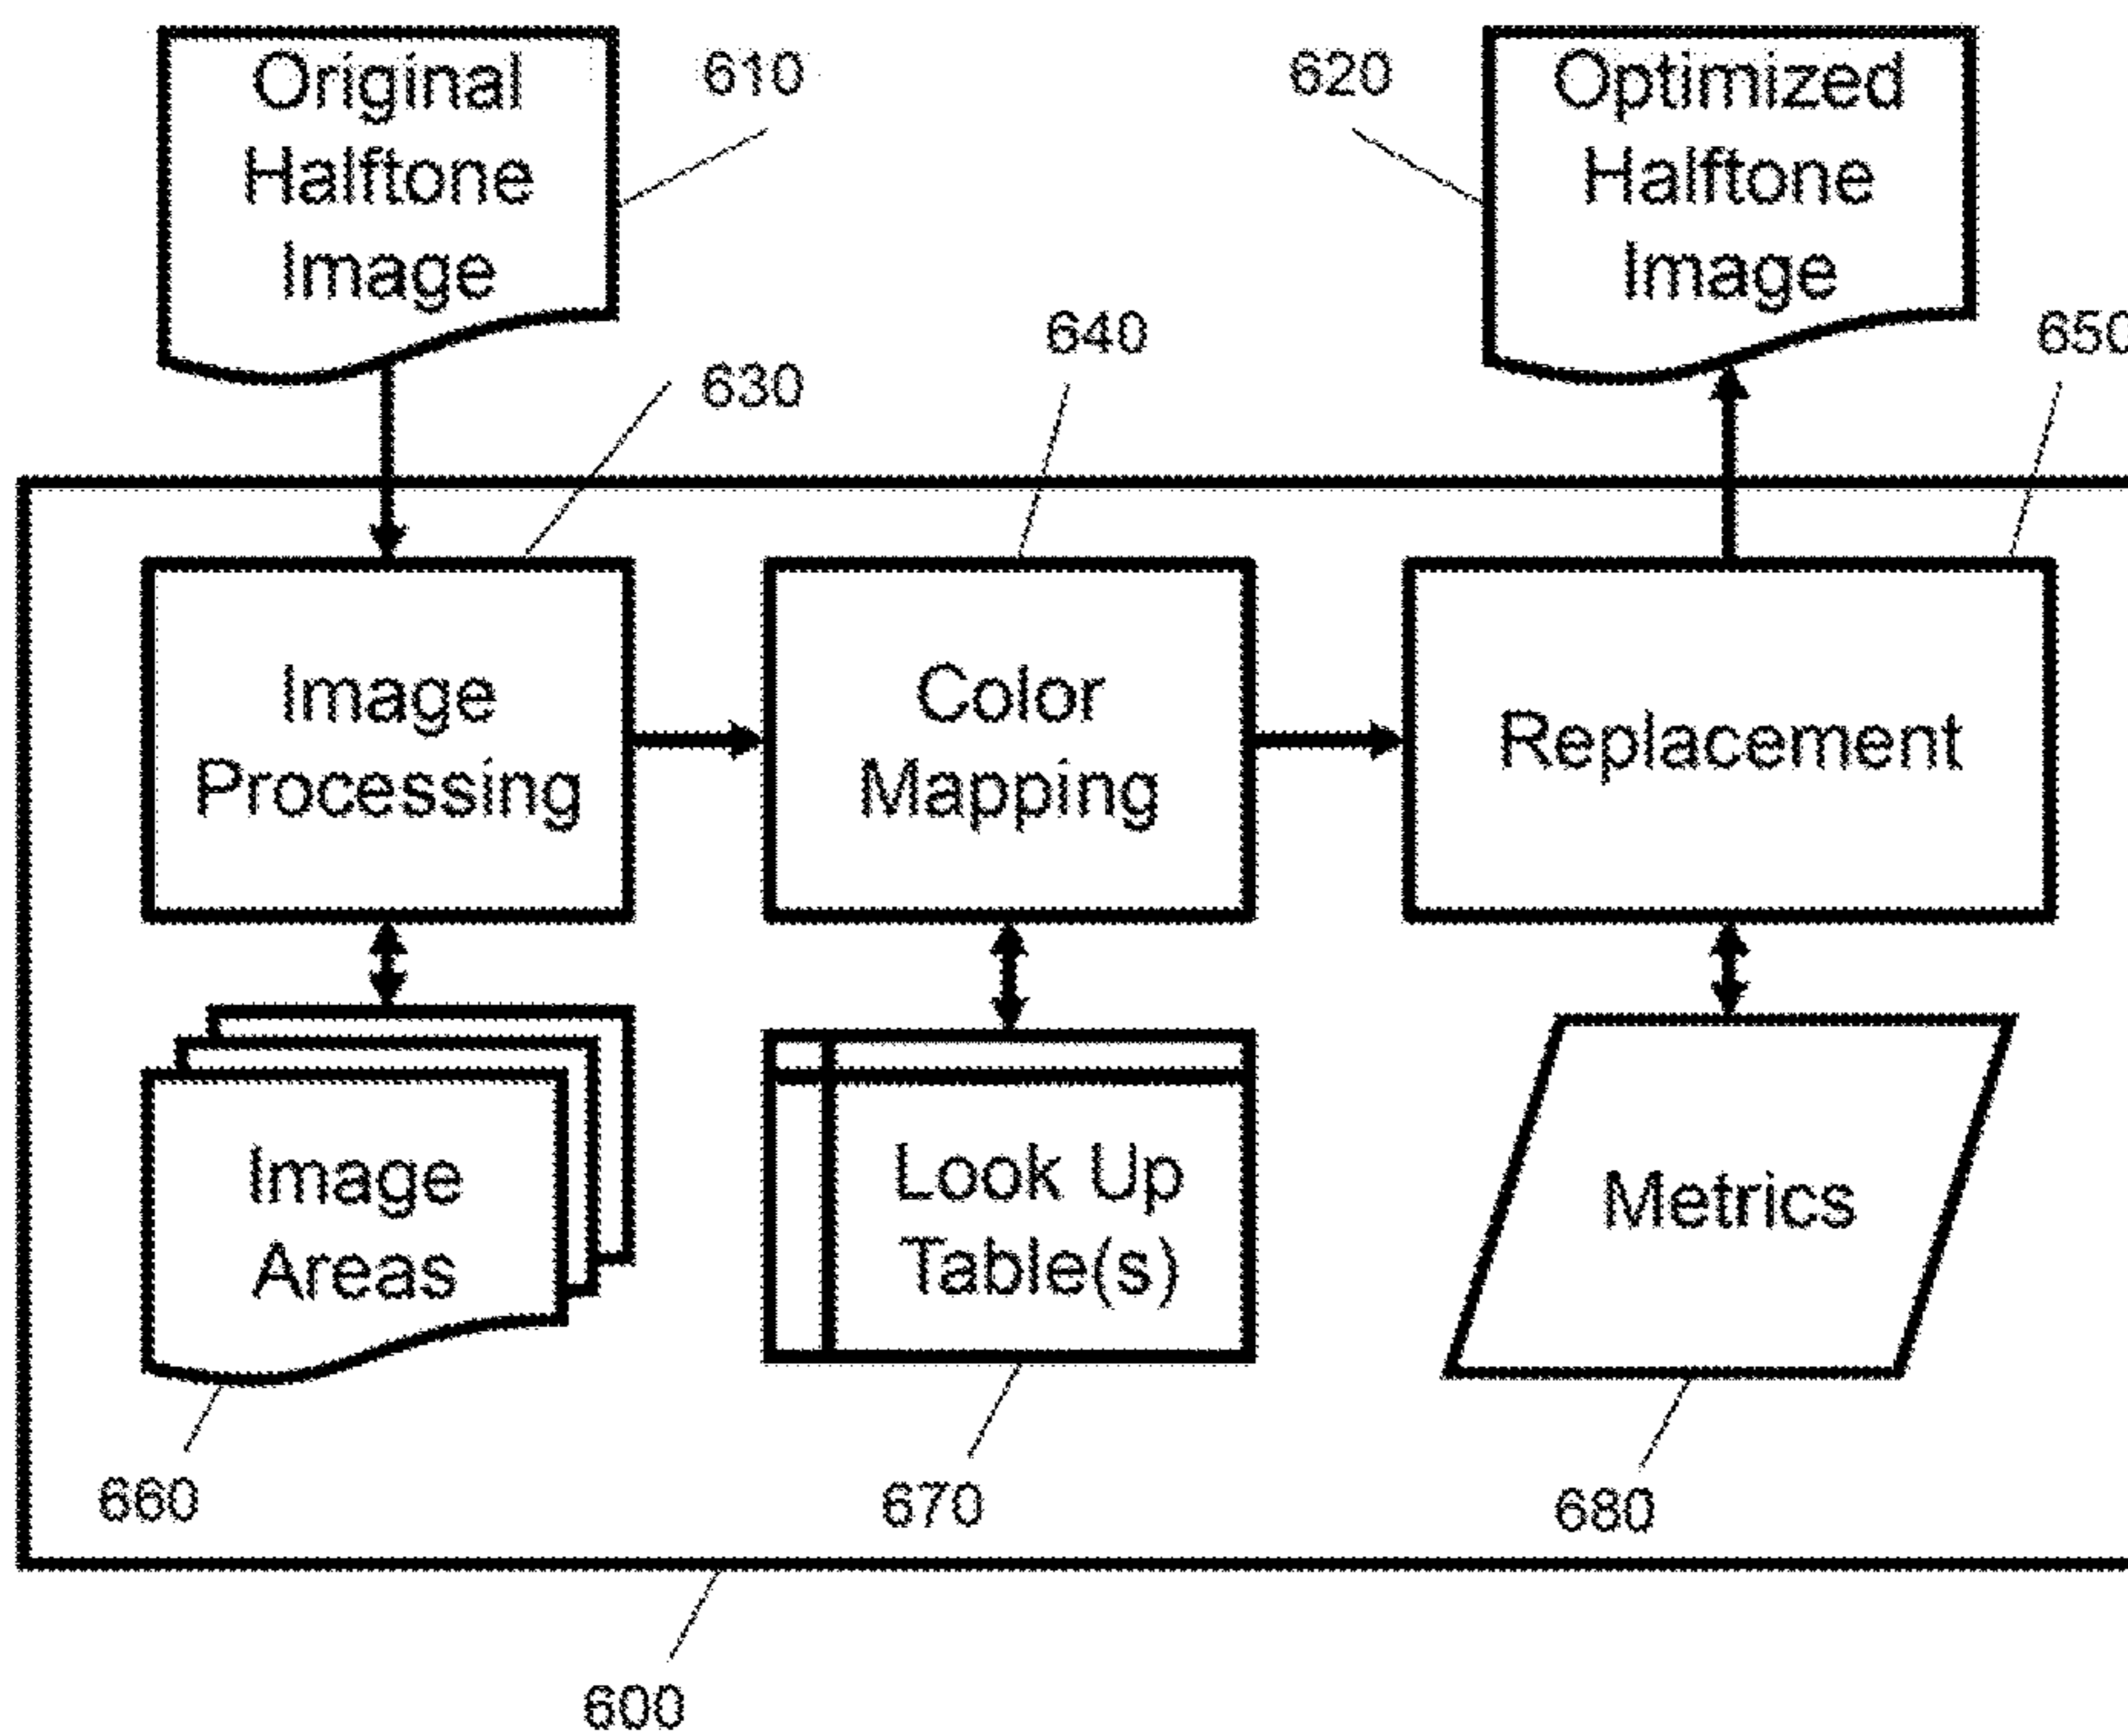 Original
Halftone
Image
610
620
Optimized
Halftone
Image
630
640
650
Image
Processing
Color
Mapping
Replacement
Image
Areas
Look Up
Table(s)
Metrics
660
670
680
600